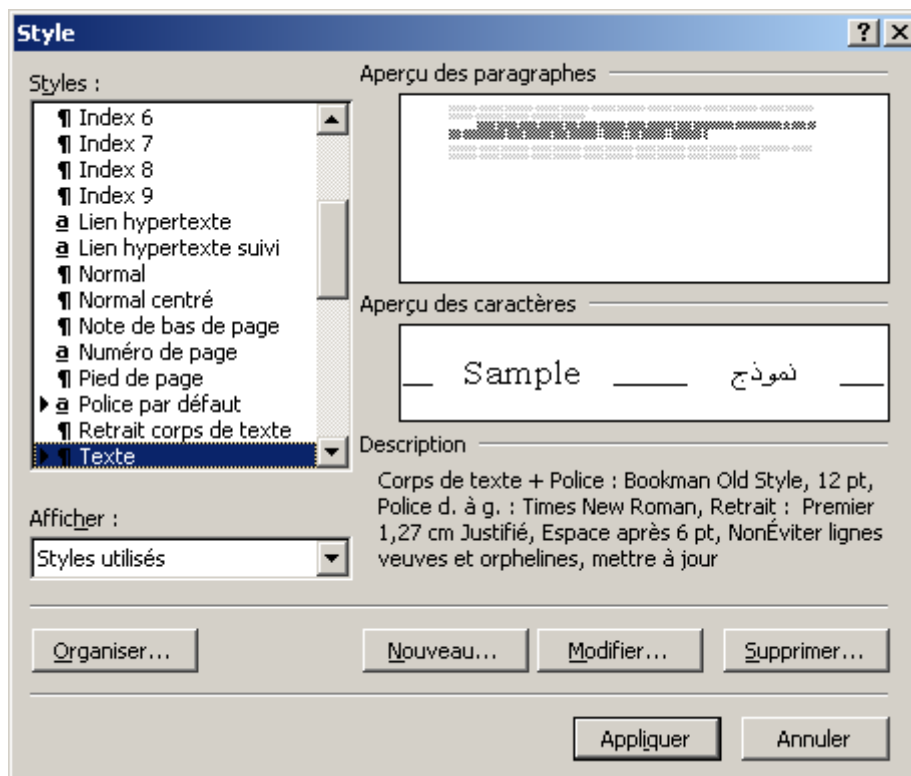 Style
Styles :
¶ Index 6
¶ Index 7
¶ Index 8
¶ Index 9
a Lien hypertexte
a Lien hypertexte suivi
¶ Normal
¶ Normal centré
¶ Note de bas de page
a Numéro de page
¶ Pied de page
a Police par défaut
¶ Retrait corps de texte
¶ Texte
Afficher :
Styles utilisés
Aperçu des paragraphes
Aperçu des caractères
Sample نموذج
Description
Corps de texte + Police : Bookman Old Style, 12 pt,
Police d. à g. : Times New Roman, Retrait : Premier
1,27 cm Justifié, Espace après 6 pt, NonÉviter lignes
veuves et orphelines, mettre à jour
Organiser...
Nouveau...
Modifier...
Supprimer...
Appliquer
Annuler